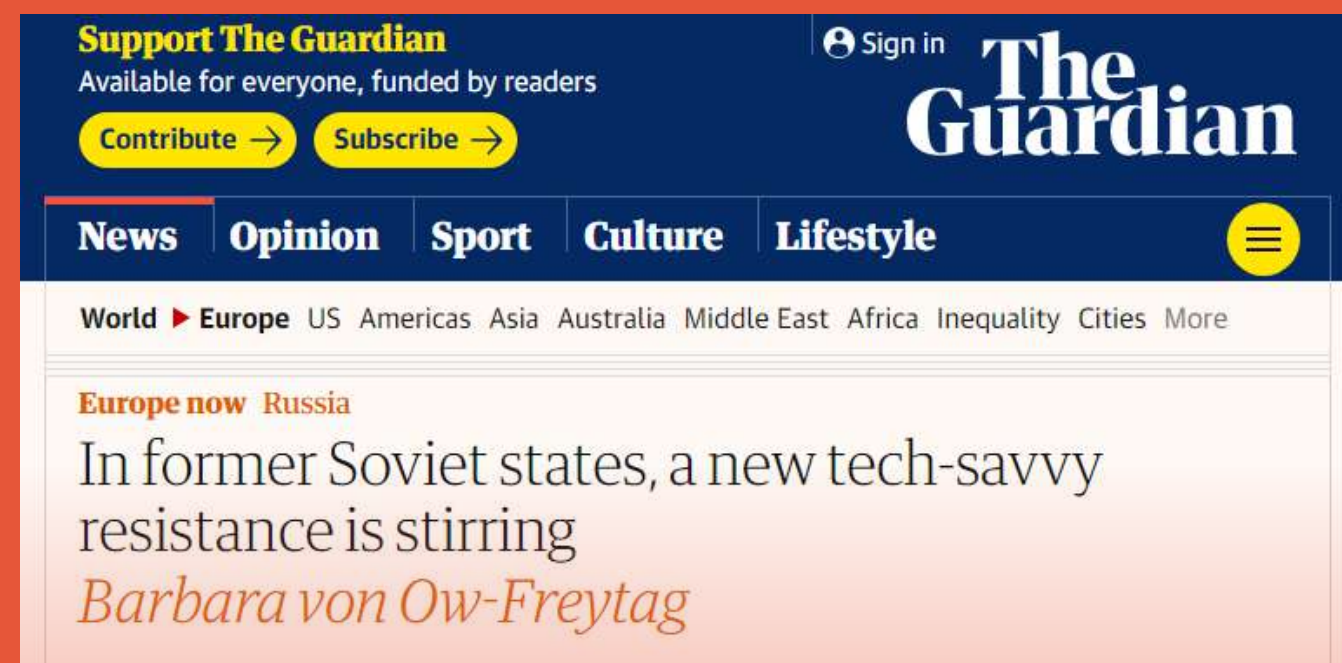 Support The Guardian
Available for everyone, funded by readers
Contribute →
Subscribe →
Sign in
The
Guardian
News Opinion Sport Culture Lifestyle
World ▶ Europe US Americas Asia Australia Middle East Africa Inequality Cities More
Europe now Russia
In former Soviet states, a new tech-savvy
resistance is stirring
Barbara von Ow-Freytag